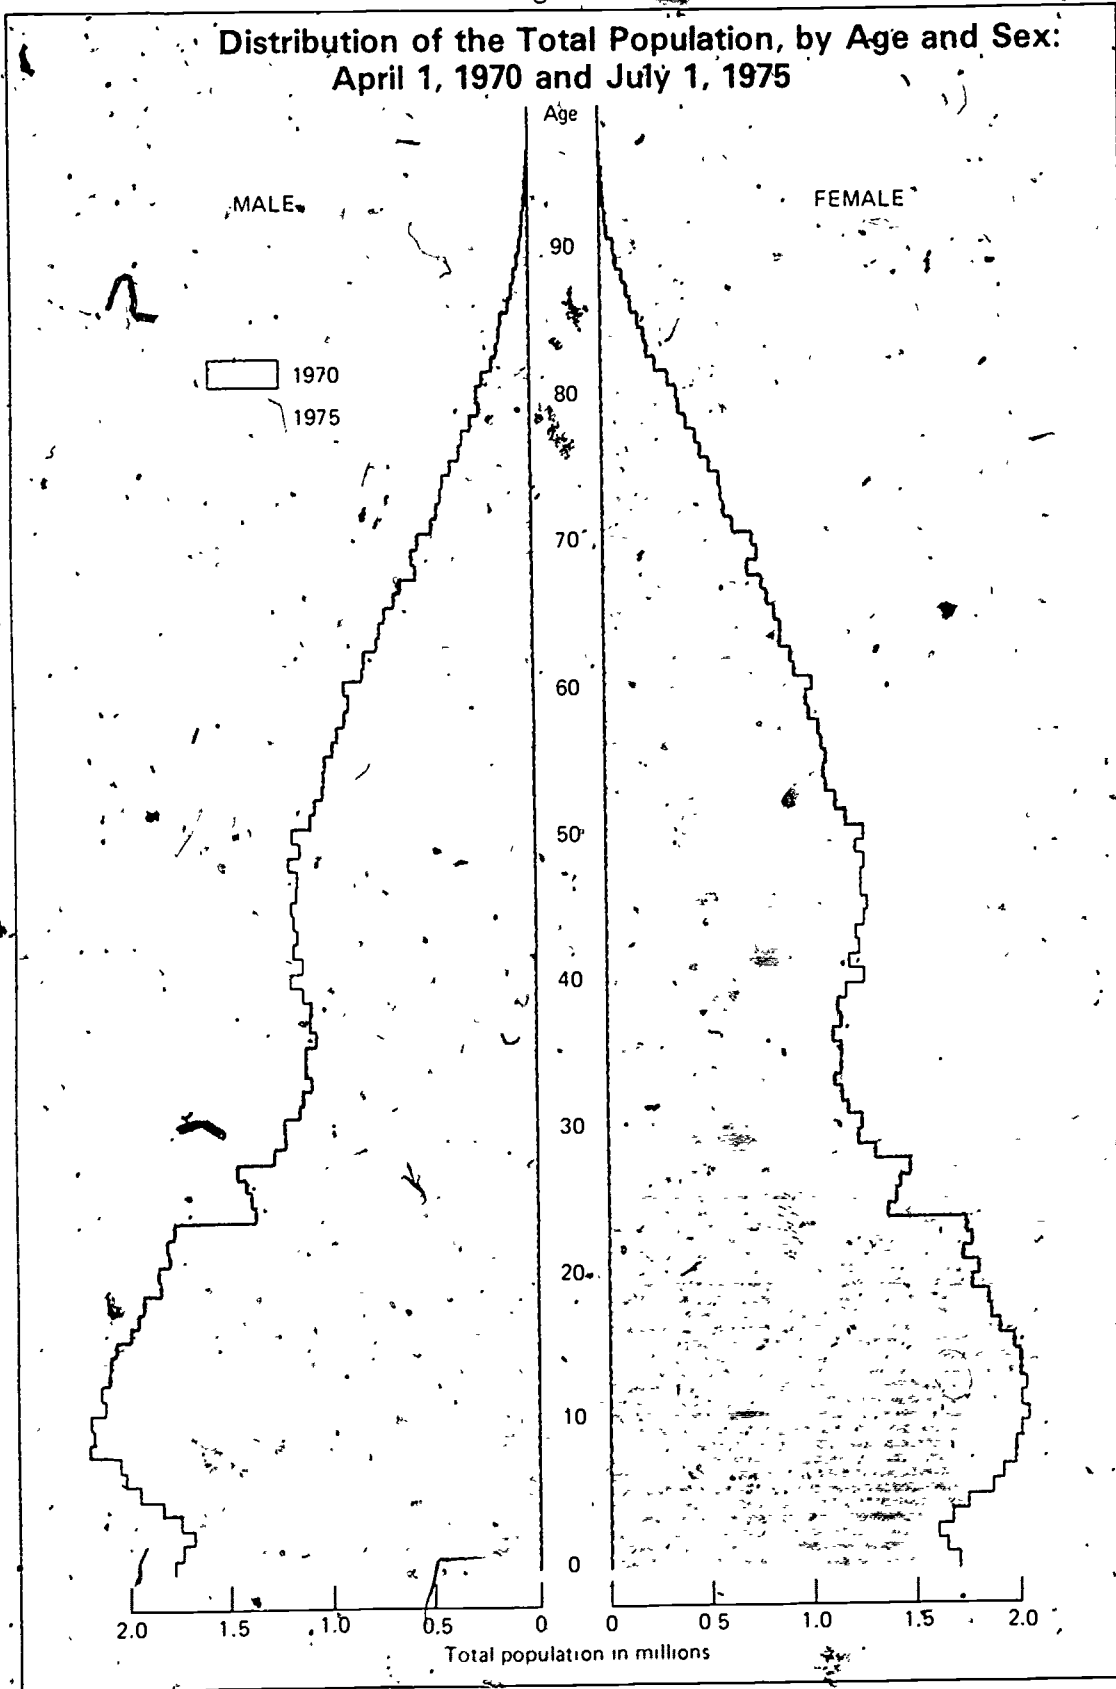 Distribution of the Total Population, by Age and Sex:
April 1, 1970 and July 1, 1975
Age
MALE
FEMALE
90
1970
80
1975
70
60
50
40
30
20
10
0
2.0 1.5 1.0 0.5 0 0 0 5 1.0 1.5 2.0
Total population in millions